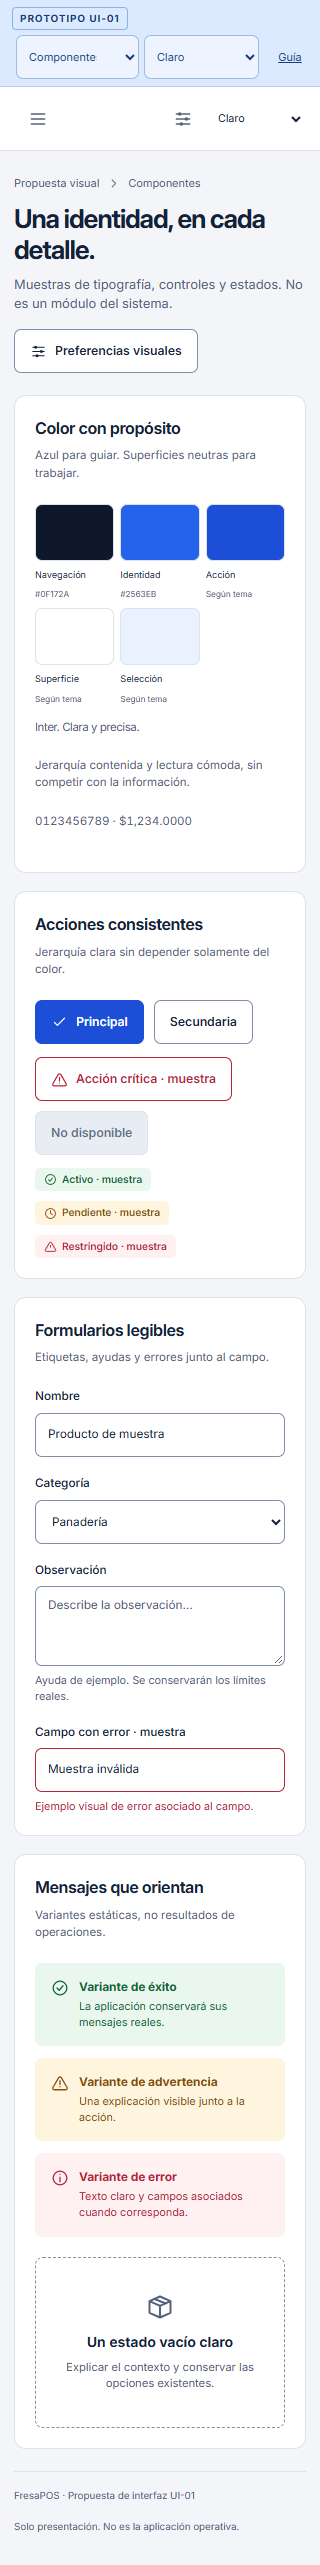 PROTOTIPO UI-01
Componente
Claro
Guía
Claro
Propuesta visual
Componentes
Una identidad, en cada
detalle.
Muestras de tipografía, controles y estados. No
es un módulo del sistema.
Preferencias visuales
Color con propósito
Azul para guiar. Superficies neutras para
trabajar.
Navegación
Identidad
Acción
#0F172A
#2563EB
Según tema
Superficie
Selección
Según tema
Según tema
Inter. Clara y precisa.
Jerarquía contenida y lectura cómoda, sin
competir con la información.
0123456789 · $1,234.0000
Acciones consistentes
Jerarquía clara sin depender solamente del
color.
Principal
Secundaria
Acción crítica · muestra
No disponible
Activo · muestra
Pendiente · muestra
Restringido · muestra
Formularios legibles
Etiquetas, ayudas y errores junto al campo.
Nombre
Producto de muestra
Categoría
Panadería
Observación
Describe la observación...
Ayuda de ejemplo. Se conservarán los límites
reales.
Campo con error · muestra
Muestra inválida
Ejemplo visual de error asociado al campo.
Mensajes que orientan
Variantes estáticas, no resultados de
operaciones.
Variante de éxito
La aplicación conservará sus
mensajes reales.
Variante de advertencia
Una explicación visible junto a la
acción.
Variante de error
Texto claro y campos asociados
cuando corresponda.
Un estado vacío claro
Explicar el contexto y conservar las
opciones existentes.
FresaPOS · Propuesta de interfaz UI-01
Solo presentación. No es la aplicación operativa.